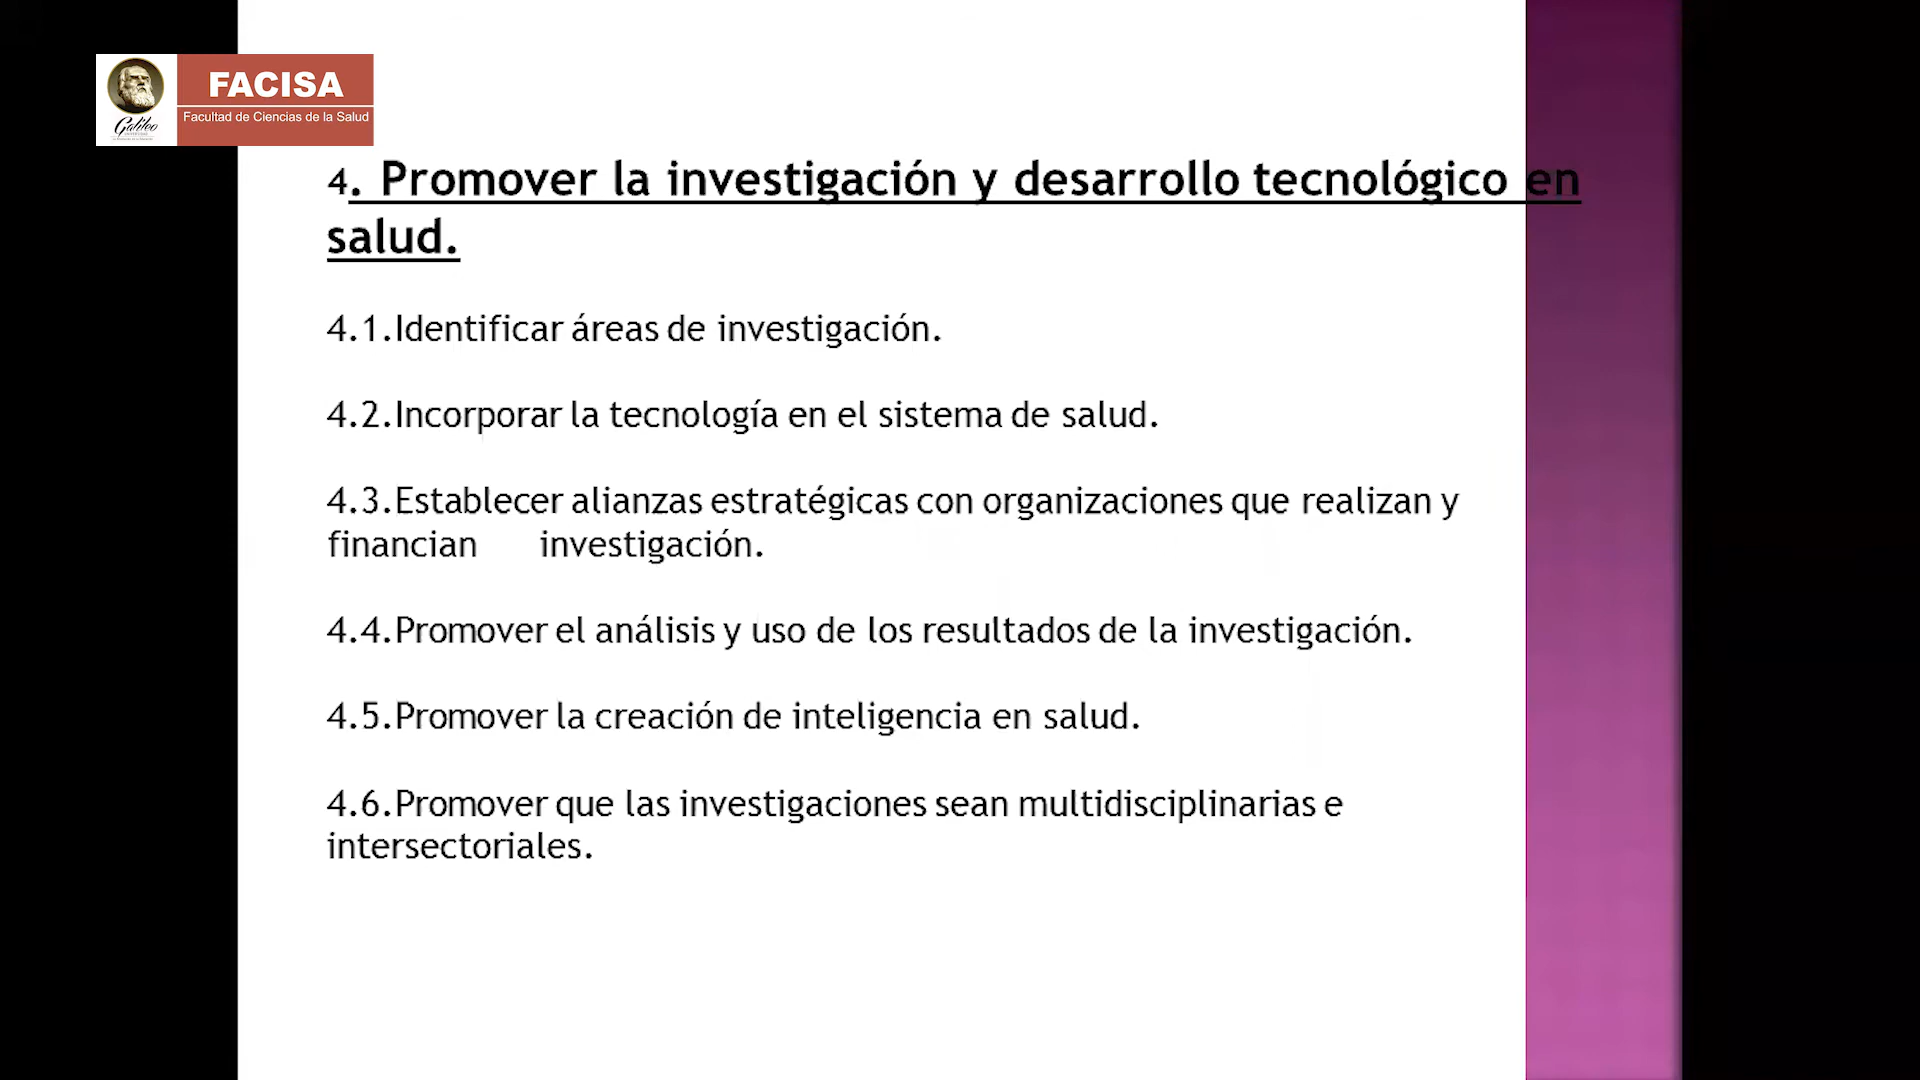 FACISA
Facultad de Ciencias de la Salud
Galileo
4. Promover la investigación y desarrollo tecnológico en
salud.
4.1.Identificar áreas de investigación.
4.2.Incorporar la tecnología en el sistema de salud.
4.3.Establecer alianzas estratégicas con organizaciones que realizan y
financian investigación.
4.4.Promover el análisis y uso de los resultados de la investigación.
4.5.Promover la creación de inteligencia en salud.
4.6.Promover que las investigaciones sean multidisciplinarias e
intersectoriales.